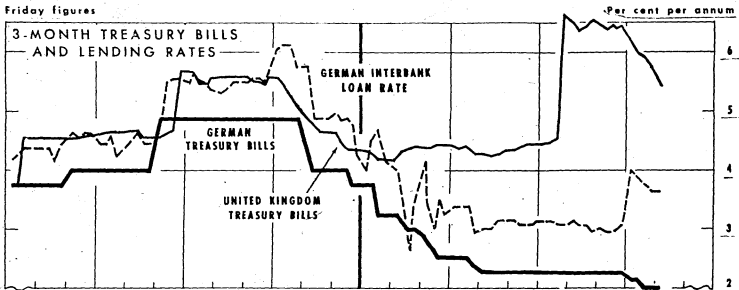 Friday figures
Per cent per annum
3-MONTH TREASURY BILLS
AND LENDING RATES
GERMAN INTERBANK
LOAN RATE
GERMAN
TREASURY BILLS
UNITED KINGDOM
TREASURY BILLS
6
5
4
3
2